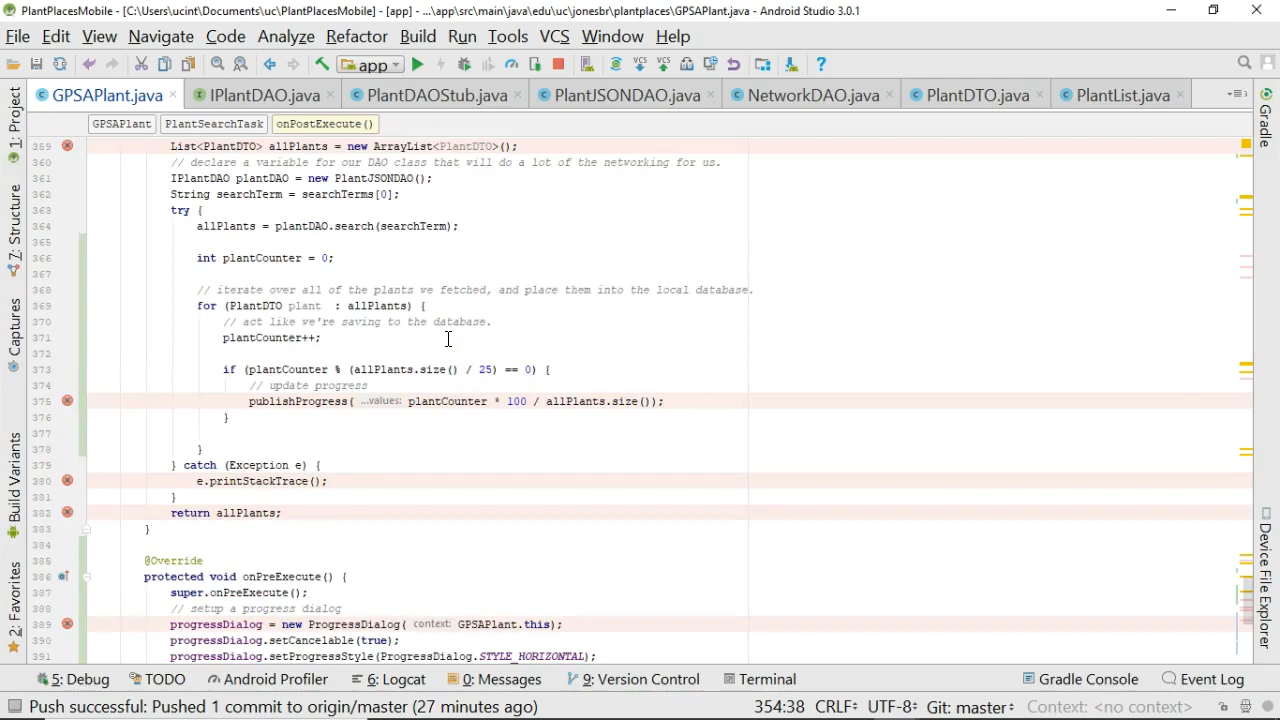 PlantPlacesMobile - [C:\Users\ucint\Documents\uc\PlantPlacesMobile] - [app] - ...\app\src\main\java\edu\uc\jonesbr\plantplaces\GPSAPlant.java - Android Studio 3.0.1
File Edit View Navigate Code Analyze Refactor Build Run Tools VCS Window Help
app
GPSAPlant.java IPlantDAO.java PlantDAOStub.java PlantJSONDAO.java NetworkDAO.java PlantDTO.java PlantList.java
GPSAPlant PlantSearchTask onPostExecute()
359 List<PlantDTO> allPlants = new ArrayList<PlantDTO>();
360 // declare a variable for our DAO class that will do a lot of the networking for us.
361 IPlantDAO plantDAO = new PlantJSONDAO();
362 String searchTerm = searchTerms[0];
363 try {
364 allPlants = plantDAO.search(searchTerm);
365
366 int plantCounter = 0;
367
368 // iterate over all of the plants we fetched, and place them into the local database.
369 for (PlantDTO plant : allPlants) {
370 // act like we're saving to the database.
371 plantCounter++;
372
373 if (plantCounter % (allPlants.size() / 25) == 0) {
374 // update progress
375 publishProgress( ...values: plantCounter * 100 / allPlants.size());
376 }
377
378 }
379 } catch (Exception e) {
380 e.printStackTrace();
381 }
382 return allPlants;
383 }
384
385 @Override
386 protected void onPreExecute() {
387 super.onPreExecute();
388 // setup a progress dialog
389 progressDialog = new ProgressDialog( context: GPSAPlant.this);
390 progressDialog.setCancelable(true);
391 progressDialog.setProgressStyle(ProgressDialog.STYLE_HORIZONTAL);
1: Project
7: Structure
Captures
Build Variants
2: Favorites
Gradle
Device File Explorer
5: Debug TODO Android Profiler 6: Logcat 0: Messages 9: Version Control Terminal Gradle Console Event Log
Push successful: Pushed 1 commit to origin/master (27 minutes ago) 354:38 CRLF UTF-8 Git: master Context: <no context>